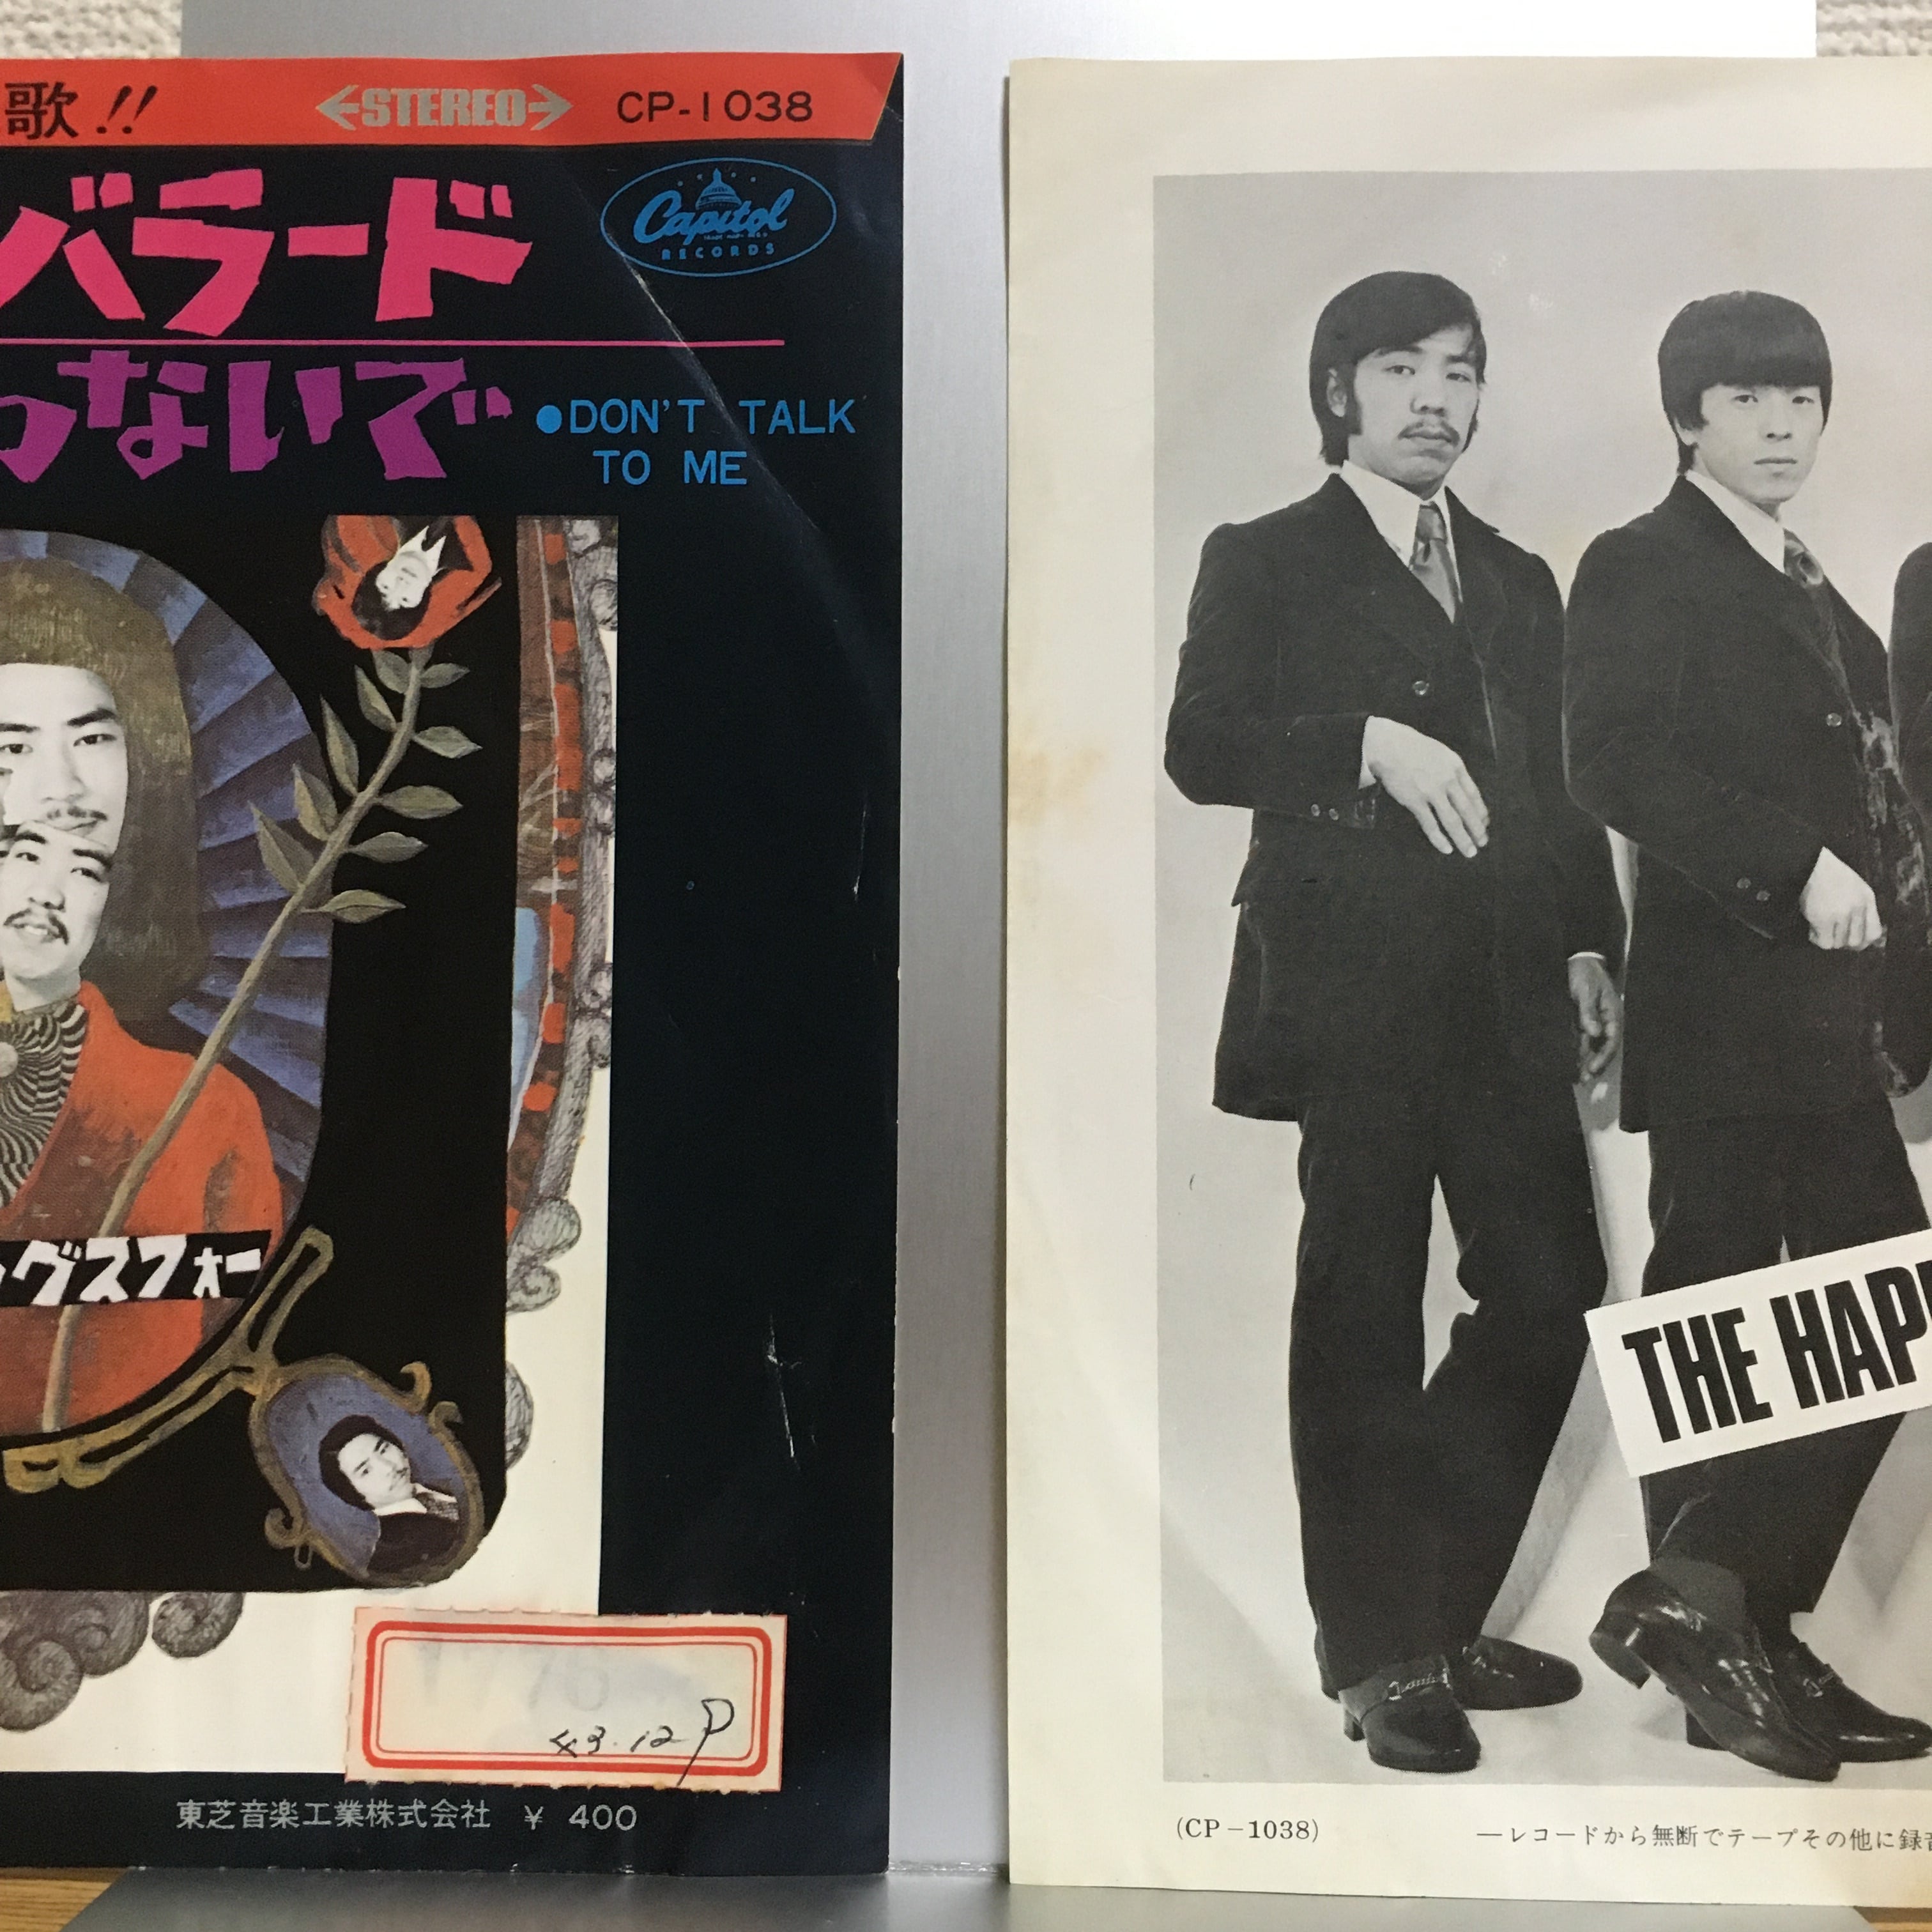 歌!!
STEREO
CP-1038
バラード
Capitol
RECORDS
つないで
●DON'T TALK
TO ME
グスフォー
43.12
東芝音楽工業株式会社 ¥ 400
THE HAP
(CP-1038)
―レコードから無断でテープその他に録音